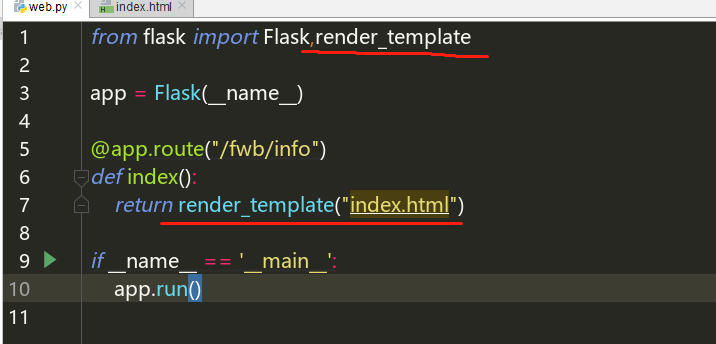 web.py × index.html ×
1 from flask import Flask,render_template
2
3 app = Flask(__name__)
4
5 @app.route("/fwb/info")
6 def index():
7 return render_template("index.html")
8
9 if __name__ == '__main__':
10 app.run()
11